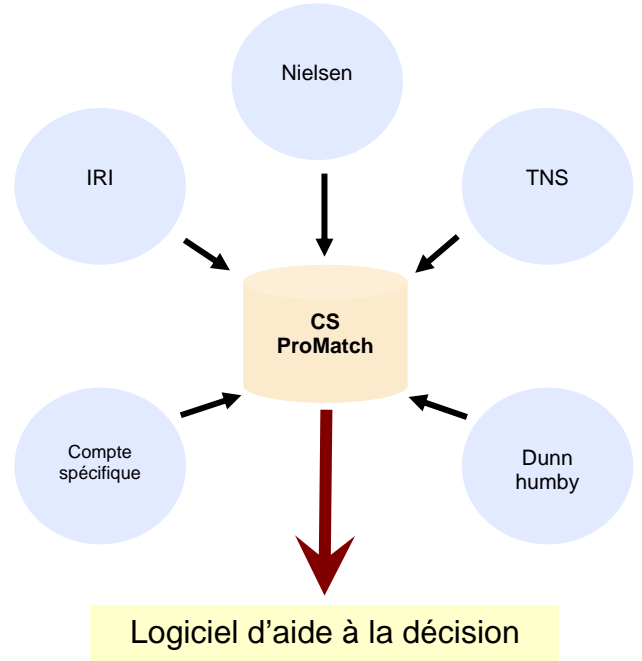 Nielsen
IRI
TNS
CS
ProMatch
Compte
spécifique
Dunn
humby
Logiciel d'aide à la décision